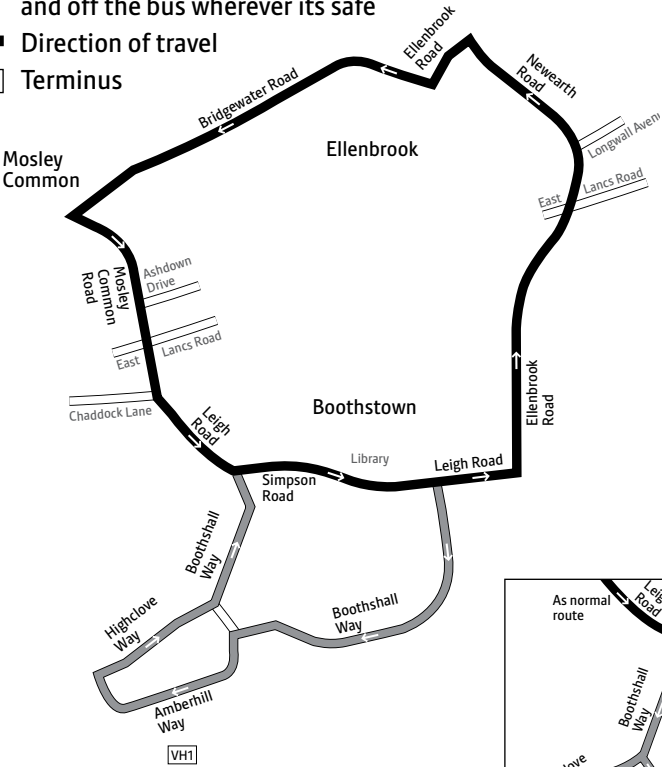 and off the bus wherever its safe
Direction of travel
Terminus
Ellenbrook
Road
Newearth
Road
Bridgewater Road
Longwall Aven
Ellenbrook
Mosley
Common
East
Lancs Road
Mosley
Common
Road
Ashdown
Drive
East
Lancs Road
Chaddock Lane
Leigh
Road
Boothstown
Ellenbrook
Road
Library
Leigh Road
Simpson
Road
Boothshall
Way
Boothshall
Way
Highclove
Way
Amberhill
Way
VH1
As normal
route
Leig
Road
Boothshall
Way
love